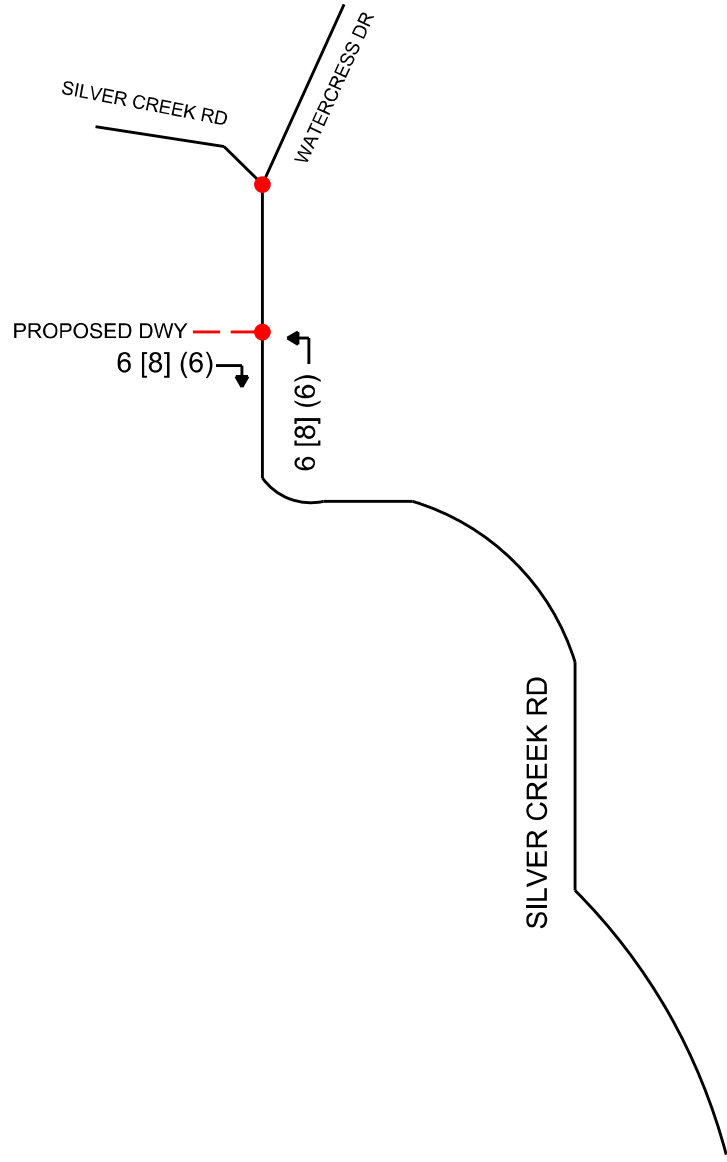 SILVER CREEK RD
WATERCRESS DR
PROPOSED DWY
6 [8] (6)
6 [8] (6)
SILVER CREEK RD